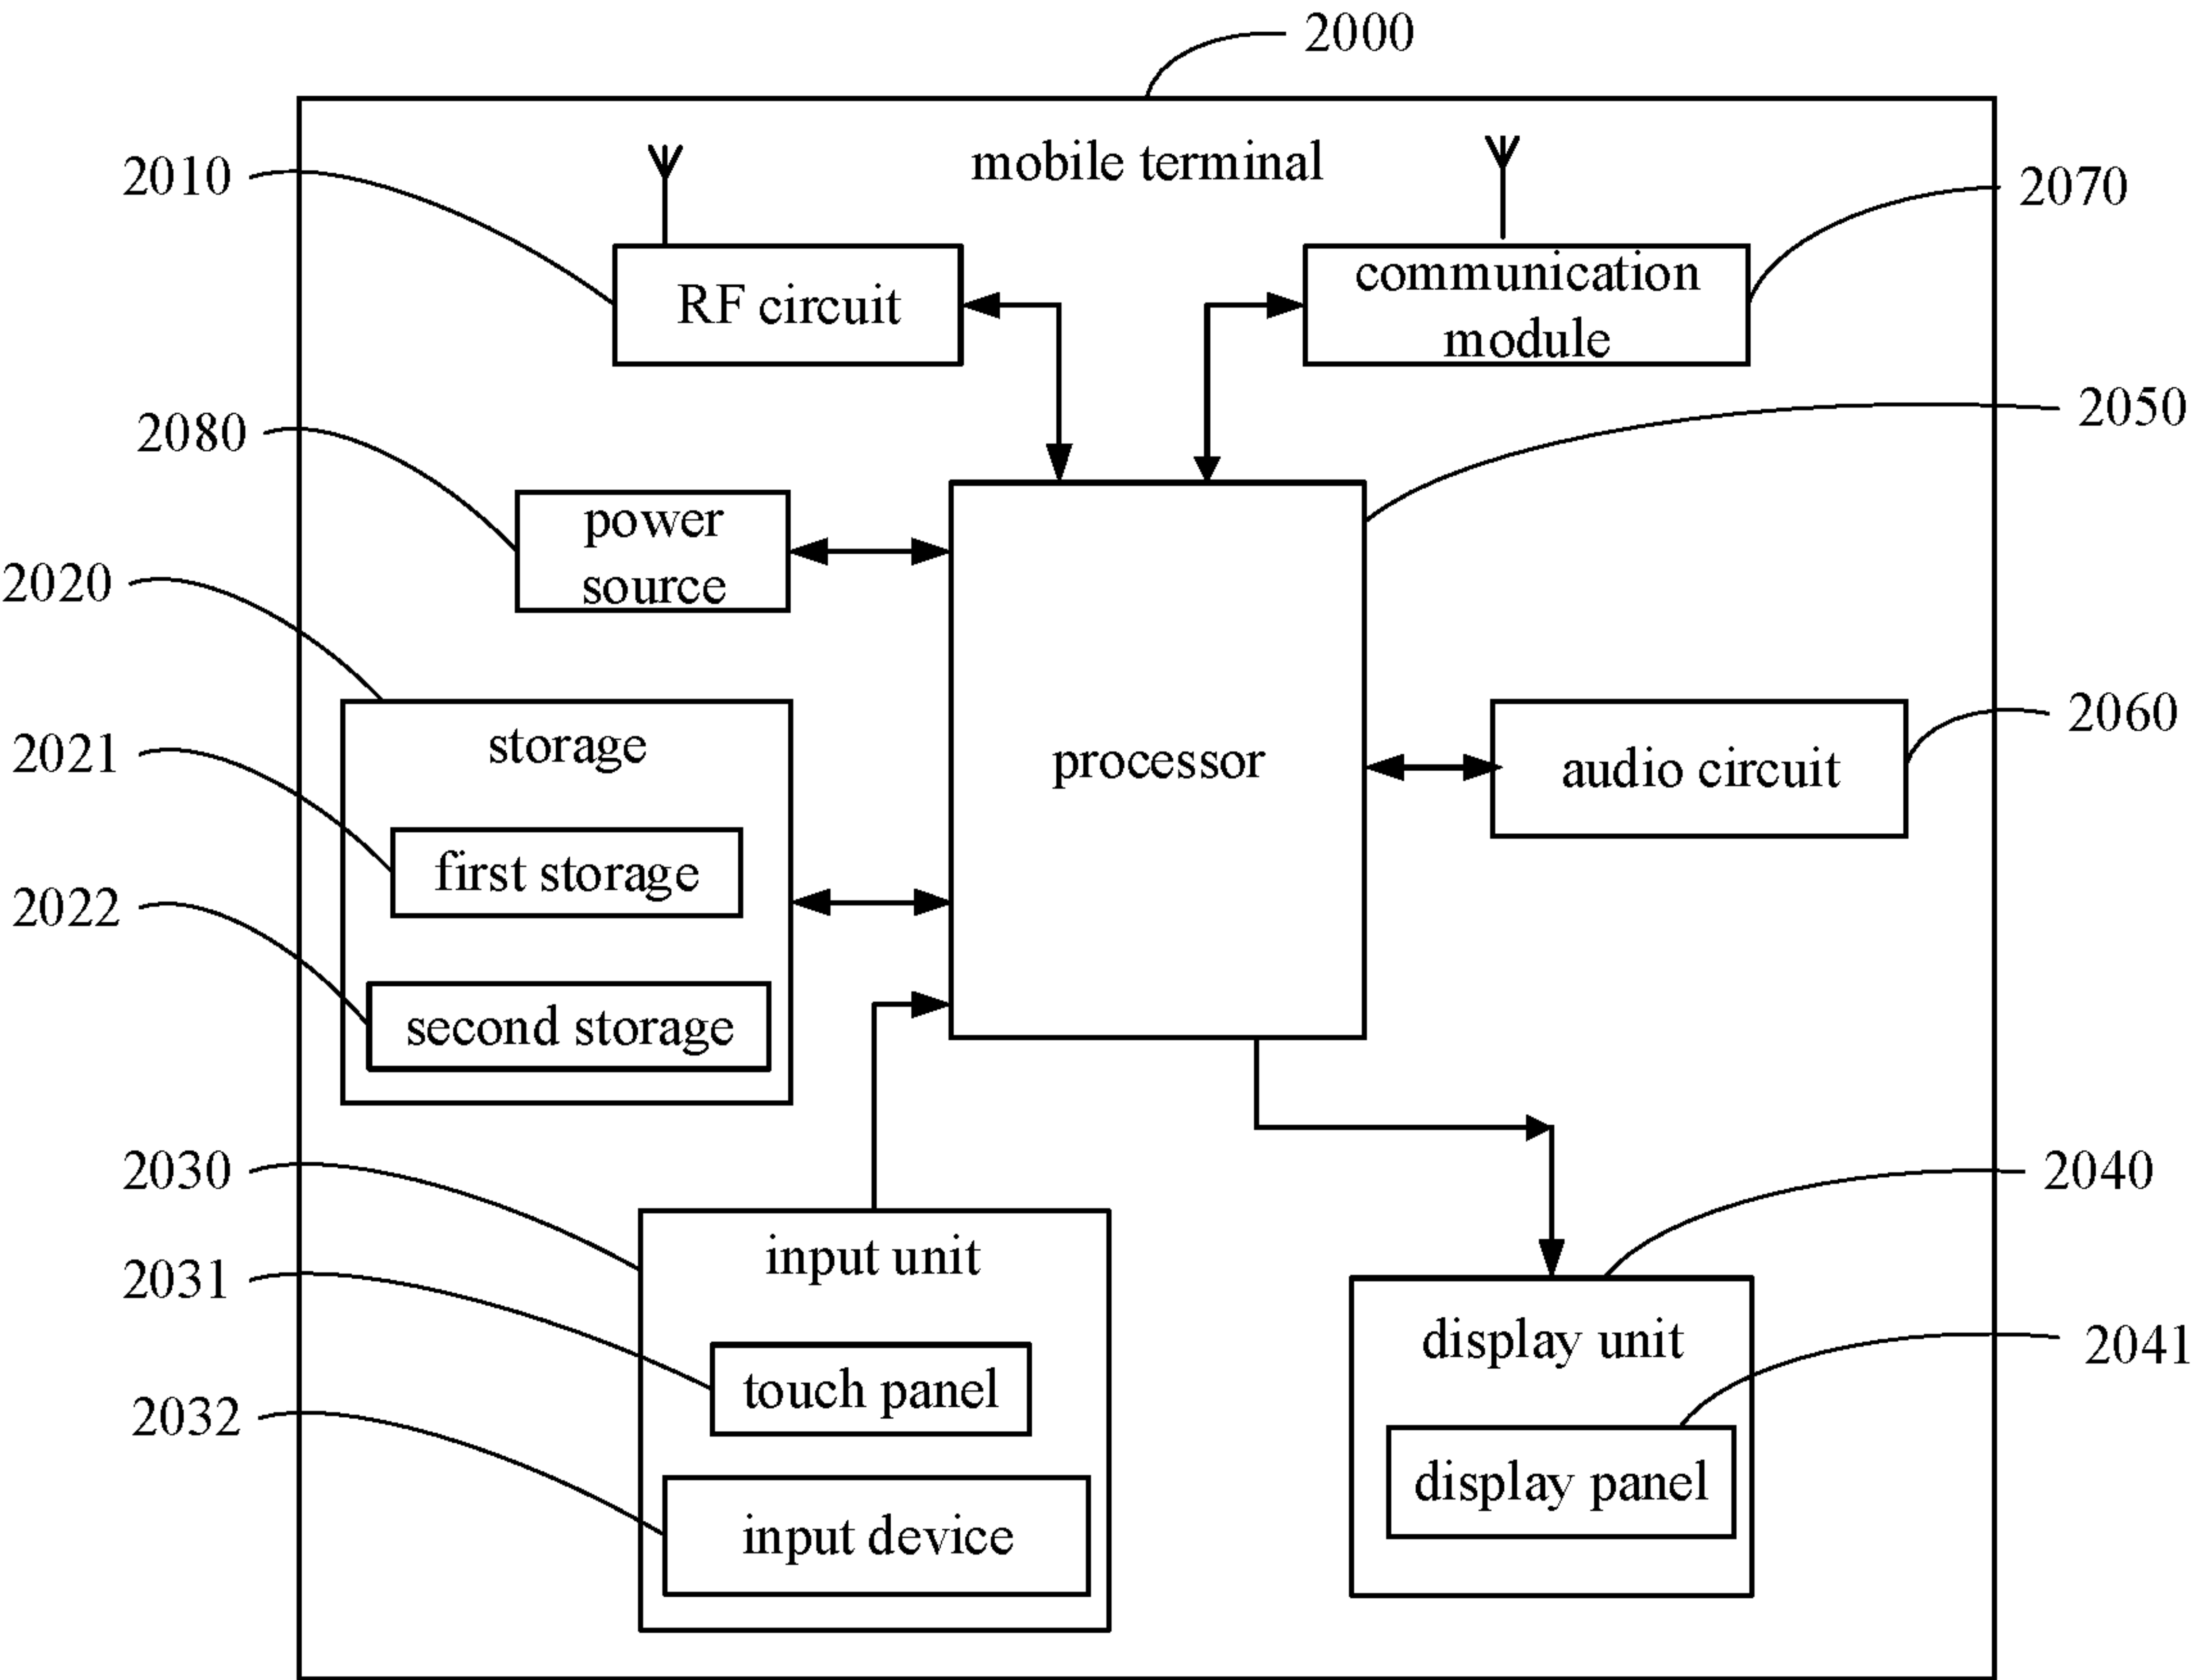 2000
mobile terminal
2010
2070
RF circuit
communication
module
2080
2050
power
source
2020
storage
2021
first storage
2022
second storage
processor
audio circuit
2060
2030
input unit
2031
touch panel
2032
input device
2040
display unit
2041
display panel